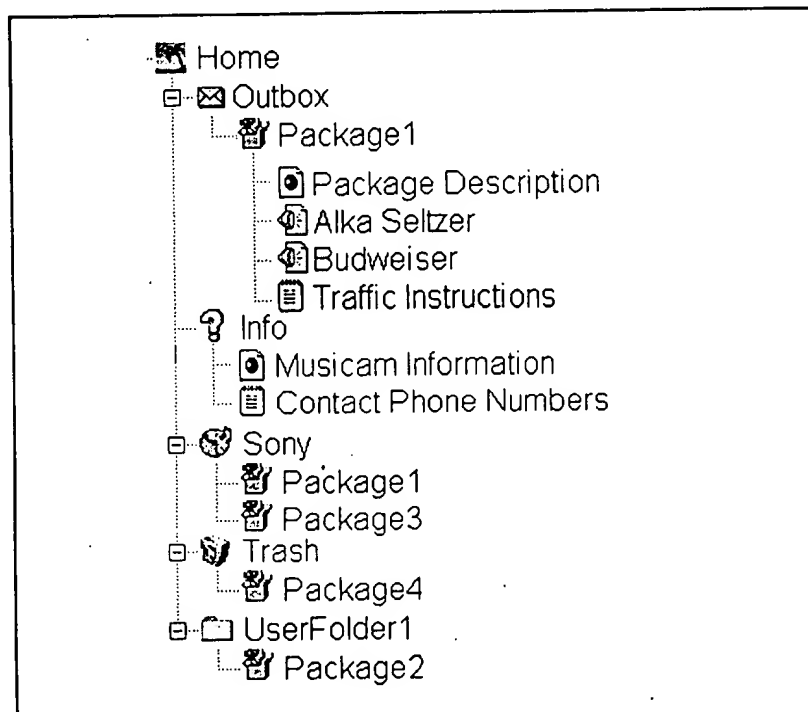 Home
Outbox
Package1
Package Description
Alka Seltzer
Budweiser
Traffic Instructions
Info
Musicam Information
Contact Phone Numbers
Sony
Package1
Package3
Trash
Package4
UserFolder1
Package2